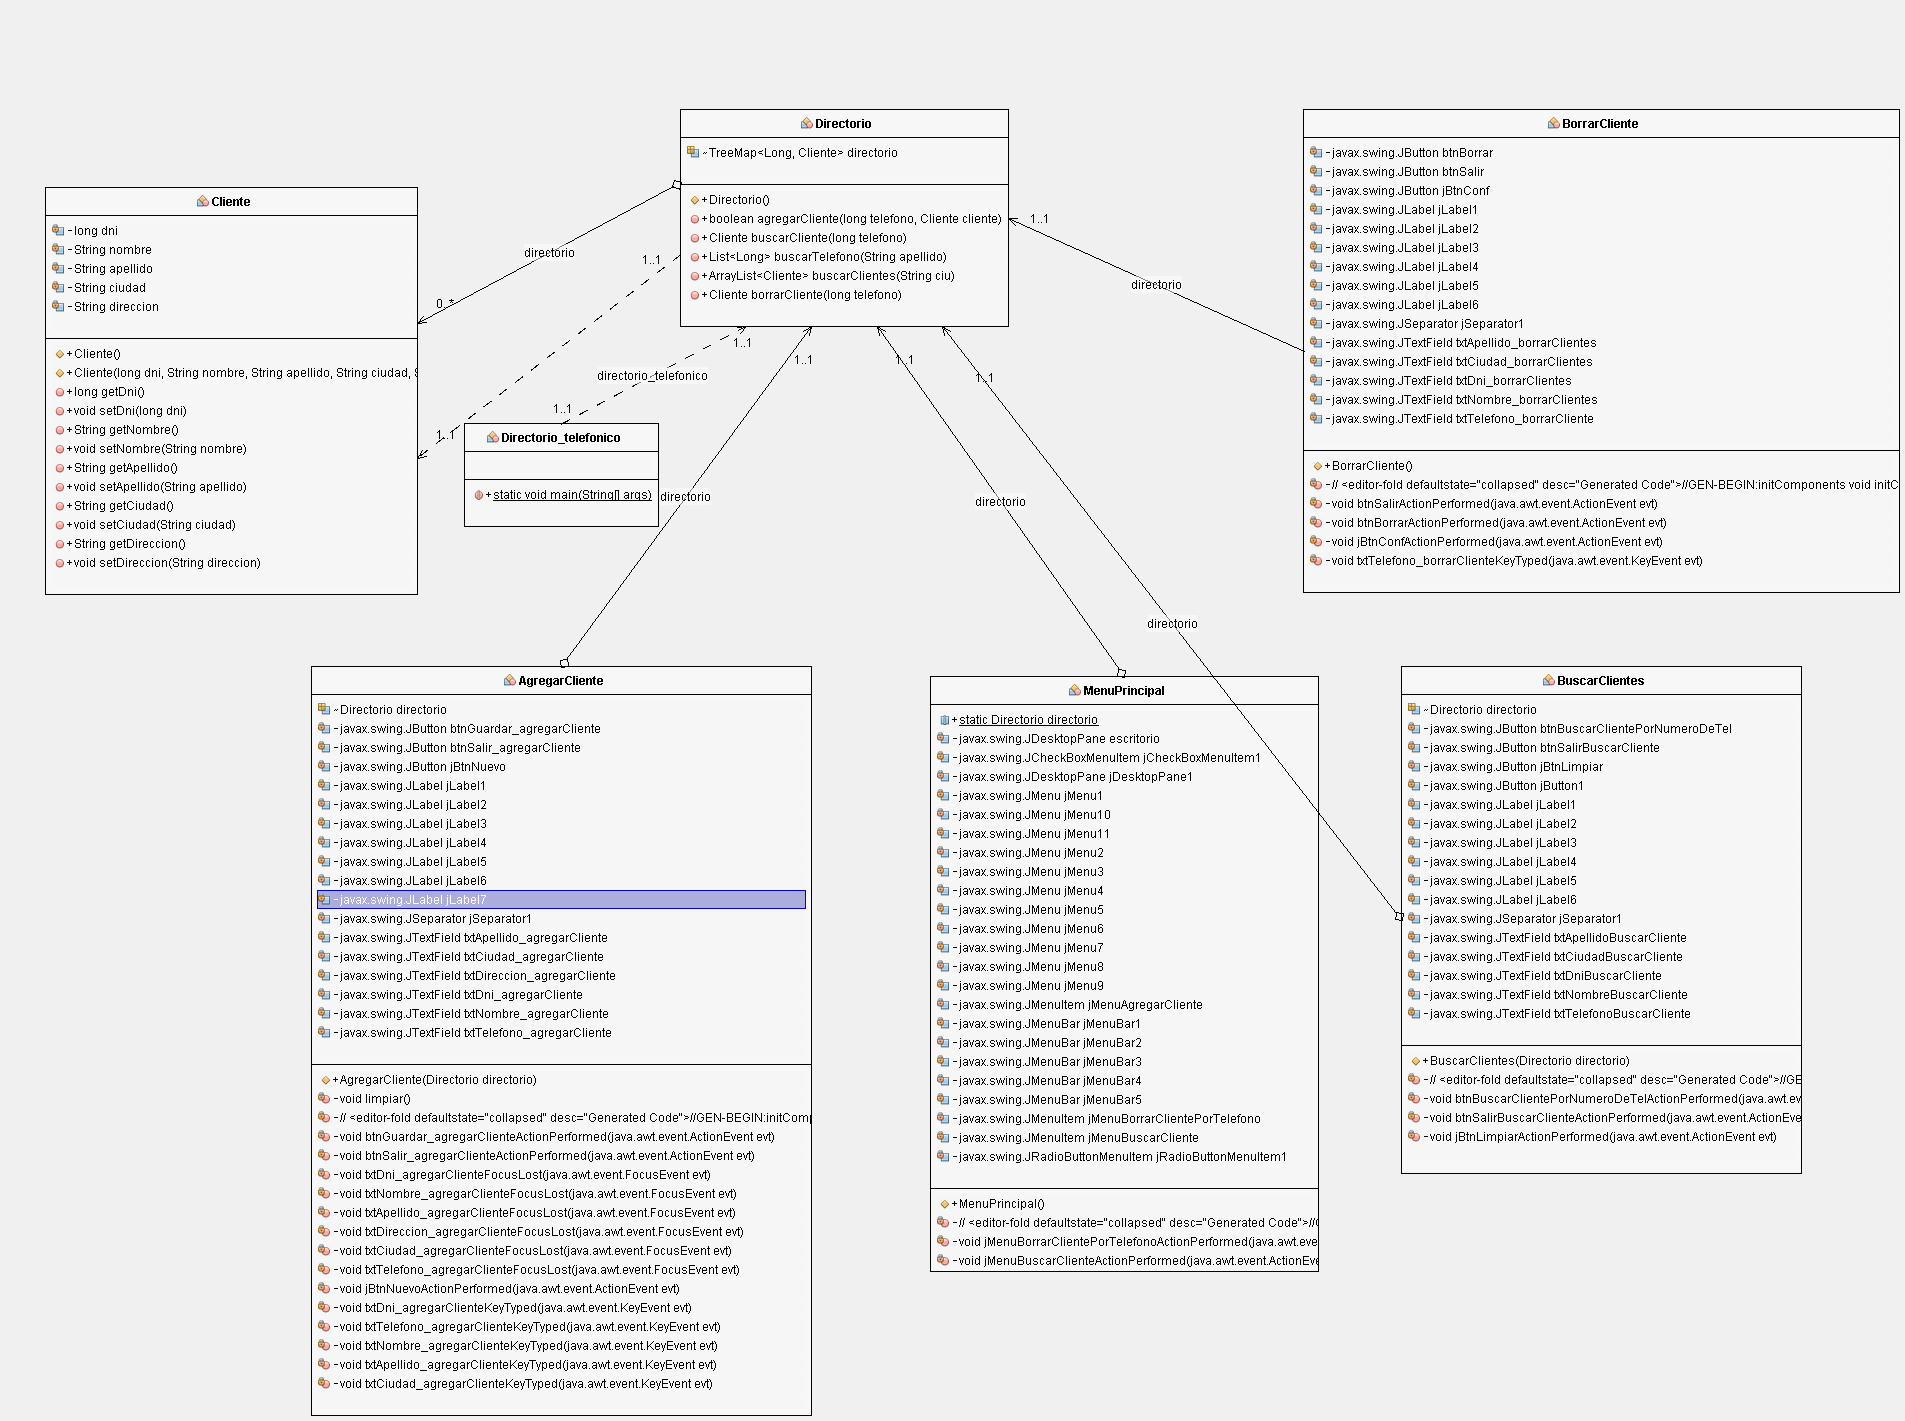 Directorio
~TreeMap<Long, Cliente> directorio
+Directorio()
+boolean agregarCliente(long telefono, Cliente cliente)
+Cliente buscarCliente(long telefono)
+List<Long> buscarTelefono(String apellido)
+ArrayList<Cliente> buscarClientes(String ciu)
+Cliente borrarCliente(long telefono)
BorrarCliente
-javax.swing.JButton btnBorrar
-javax.swing.JButton btnSalir
-javax.swing.JButton jBtnConf
-javax.swing.JLabel jLabel1
-javax.swing.JLabel jLabel2
-javax.swing.JLabel jLabel3
-javax.swing.JLabel jLabel4
-javax.swing.JLabel jLabel5
-javax.swing.JLabel jLabel6
-javax.swing.JSeparator jSeparator1
-javax.swing.JTextField txtApellido_borrarClientes
-javax.swing.JTextField txtCiudad_borrarClientes
-javax.swing.JTextField txtDni_borrarClientes
-javax.swing.JTextField txtNombre_borrarClientes
-javax.swing.JTextField txtTelefono_borrarCliente
+BorrarCliente()
-// <editor-fold defaultstate="collapsed" desc="Generated Code">//GEN-BEGIN:initComponents void initC
-void btnSalirActionPerformed(java.awt.event.ActionEvent evt)
-void btnBorrarActionPerformed(java.awt.event.ActionEvent evt)
-void jBtnConfActionPerformed(java.awt.event.ActionEvent evt)
-void txtTelefono_borrarClienteKeyTyped(java.awt.event.KeyEvent evt)
Cliente
-long dni
-String nombre
-String apellido
-String ciudad
-String direccion
+Cliente()
+Cliente(long dni, String nombre, String apellido, String ciudad,
+long getDni()
+void setDni(long dni)
+String getNombre()
+void setNombre(String nombre)
+String getApellido()
+void setApellido(String apellido)
+String getCiudad()
+void setCiudad(String ciudad)
+String getDireccion()
+void setDireccion(String direccion)
directorio
0..*
1..1
1..1
1..1
directorio_telefonico
1..1
1..1
directorio
1..1
directorio
1..1
directorio
1..1
directorio
Directorio_telefonico
+static void main(String[] args)
AgregarCliente
~Directorio directorio
-javax.swing.JButton btnGuardar_agregarCliente
-javax.swing.JButton btnSalir_agregarCliente
-javax.swing.JButton jBtnNuevo
-javax.swing.JLabel jLabel1
-javax.swing.JLabel jLabel2
-javax.swing.JLabel jLabel3
-javax.swing.JLabel jLabel4
-javax.swing.JLabel jLabel5
-javax.swing.JLabel jLabel6
-javax.swing.JLabel jLabel7
-javax.swing.JSeparator jSeparator1
-javax.swing.JTextField txtApellido_agregarCliente
-javax.swing.JTextField txtCiudad_agregarCliente
-javax.swing.JTextField txtDireccion_agregarCliente
-javax.swing.JTextField txtDni_agregarCliente
-javax.swing.JTextField txtNombre_agregarCliente
-javax.swing.JTextField txtTelefono_agregarCliente
+AgregarCliente(Directorio directorio)
-void limpiar()
-// <editor-fold defaultstate="collapsed" desc="Generated Code">//GEN-BEGIN:initComp
-void btnGuardar_agregarClienteActionPerformed(java.awt.event.ActionEvent evt)
-void btnSalir_agregarClienteActionPerformed(java.awt.event.ActionEvent evt)
-void txtDni_agregarClienteFocusLost(java.awt.event.FocusEvent evt)
-void txtNombre_agregarClienteFocusLost(java.awt.event.FocusEvent evt)
-void txtApellido_agregarClienteFocusLost(java.awt.event.FocusEvent evt)
-void txtDireccion_agregarClienteFocusLost(java.awt.event.FocusEvent evt)
-void txtCiudad_agregarClienteFocusLost(java.awt.event.FocusEvent evt)
-void txtTelefono_agregarClienteFocusLost(java.awt.event.FocusEvent evt)
-void jBtnNuevoActionPerformed(java.awt.event.ActionEvent evt)
-void txtDni_agregarClienteKeyTyped(java.awt.event.KeyEvent evt)
-void txtTelefono_agregarClienteKeyTyped(java.awt.event.KeyEvent evt)
-void txtNombre_agregarClienteKeyTyped(java.awt.event.KeyEvent evt)
-void txtApellido_agregarClienteKeyTyped(java.awt.event.KeyEvent evt)
-void txtCiudad_agregarClienteKeyTyped(java.awt.event.KeyEvent evt)
MenuPrincipal
+static Directorio directorio
-javax.swing.JDesktopPane escritorio
-javax.swing.JCheckBoxMenuItem jCheckBoxMenuItem1
-javax.swing.JDesktopPane jDesktopPane1
-javax.swing.JMenu jMenu1
-javax.swing.JMenu jMenu10
-javax.swing.JMenu jMenu11
-javax.swing.JMenu jMenu2
-javax.swing.JMenu jMenu3
-javax.swing.JMenu jMenu4
-javax.swing.JMenu jMenu5
-javax.swing.JMenu jMenu6
-javax.swing.JMenu jMenu7
-javax.swing.JMenu jMenu8
-javax.swing.JMenu jMenu9
-javax.swing.JMenuItem jMenuAgregarCliente
-javax.swing.JMenuBar jMenuBar1
-javax.swing.JMenuBar jMenuBar2
-javax.swing.JMenuBar jMenuBar3
-javax.swing.JMenuBar jMenuBar4
-javax.swing.JMenuBar jMenuBar5
-javax.swing.JMenuItem jMenuBorrarClientePorTelefono
-javax.swing.JMenuItem jMenuBuscarCliente
-javax.swing.JRadioButtonMenuItem jRadioButtonMenuItem1
+MenuPrincipal()
-// <editor-fold defaultstate="collapsed" desc="Generated Code">//
-void jMenuBorrarClientePorTelefonoActionPerformed(java.awt.eve
-void jMenuBuscarClienteActionPerformed(java.awt.event.ActionEve
BuscarClientes
~Directorio directorio
-javax.swing.JButton btnBuscarClientePorNumeroDeTel
-javax.swing.JButton btnSalirBuscarCliente
-javax.swing.JButton jBtnLimpiar
-javax.swing.JButton jButton1
-javax.swing.JLabel jLabel1
-javax.swing.JLabel jLabel2
-javax.swing.JLabel jLabel3
-javax.swing.JLabel jLabel4
-javax.swing.JLabel jLabel5
-javax.swing.JLabel jLabel6
-javax.swing.JSeparator jSeparator1
-javax.swing.JTextField txtApellidoBuscarCliente
-javax.swing.JTextField txtCiudadBuscarCliente
-javax.swing.JTextField txtDniBuscarCliente
-javax.swing.JTextField txtNombreBuscarCliente
-javax.swing.JTextField txtTelefonoBuscarCliente
+BuscarClientes(Directorio directorio)
-// <editor-fold defaultstate="collapsed" desc="Generated Code">//GE
-void btnBuscarClientePorNumeroDeTelActionPerformed(java.awt.ev
-void btnSalirBuscarClienteActionPerformed(java.awt.event.ActionEve
-void jBtnLimpiarActionPerformed(java.awt.event.ActionEvent evt)